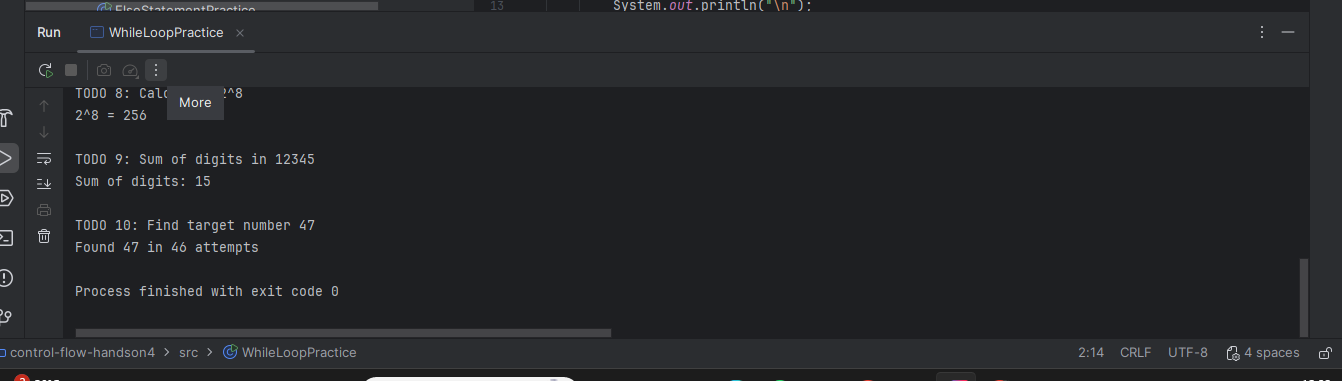 ElseStatementPractice
13 System.out.println("\n");
Run WhileLoopPractice
TODO 8: 2^8
More
2^8 = 256
TODO 9: Sum of digits in 12345
Sum of digits: 15
TODO 10: Find target number 47
Found 47 in 46 attempts
Process finished with exit code 0
control-flow-handson4 > src > WhileLoopPractice 2:14 CRLF UTF-8 4 spaces